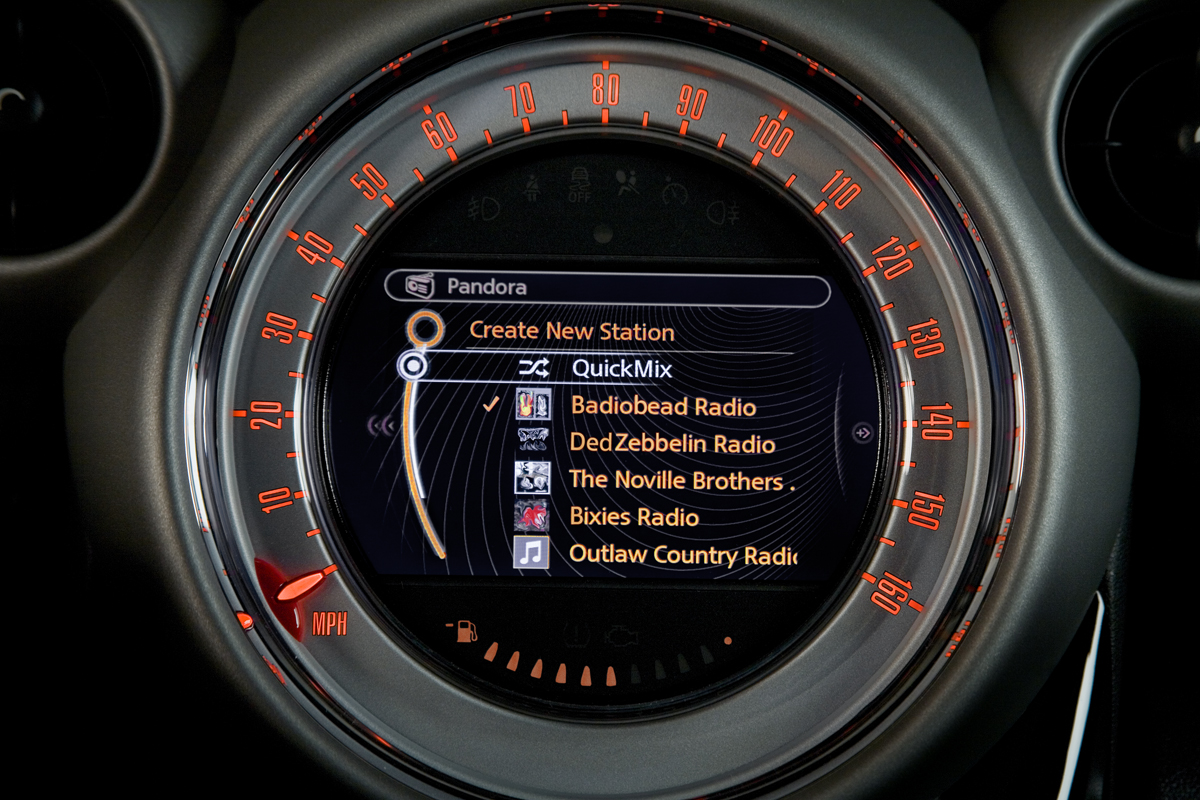 80
70
90
60
100
50
110
40
120
30
130
20
140
10
150
160
MPH
OFF
Pandora
Create New Station
QuickMix
Badiobead Radio
DedZebbelin Radio
The Noville Brothers .
Bixies Radio
Outlaw Country Radio